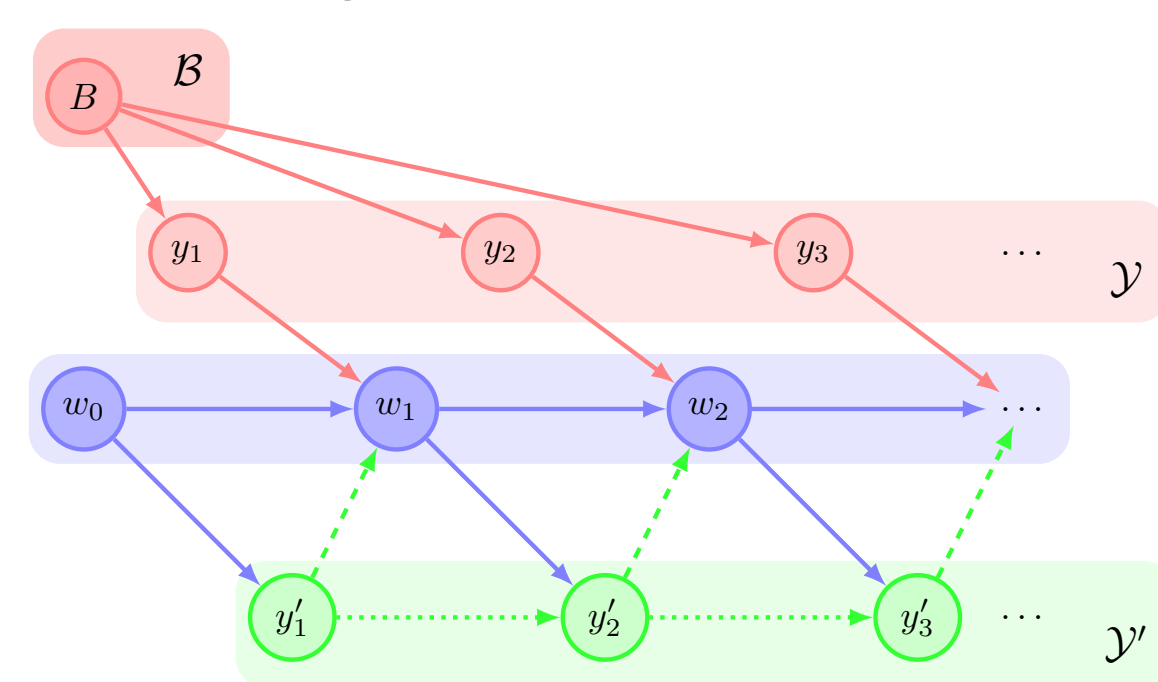 B ℬ
y₁ y₂ y₃ ⋯ 𝒴
w₀ w₁ w₂ ⋯
y′₁ y′₂ y′₃ ⋯ 𝒴′